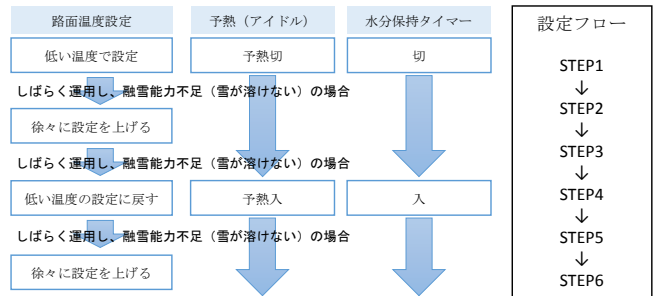 路面温度設定 予熱（アイドル） 水分保持タイマー
低い温度で設定 予熱切 切
しばらく運用し、融雪能力不足（雪が溶けない）の場合
徐々に設定を上げる
しばらく運用し、融雪能力不足（雪が溶けない）の場合
低い温度の設定に戻す 予熱入 入
しばらく運用し、融雪能力不足（雪が溶けない）の場合
徐々に設定を上げる
設定フロー
STEP1
↓
STEP2
↓
STEP3
↓
STEP4
↓
STEP5
↓
STEP6